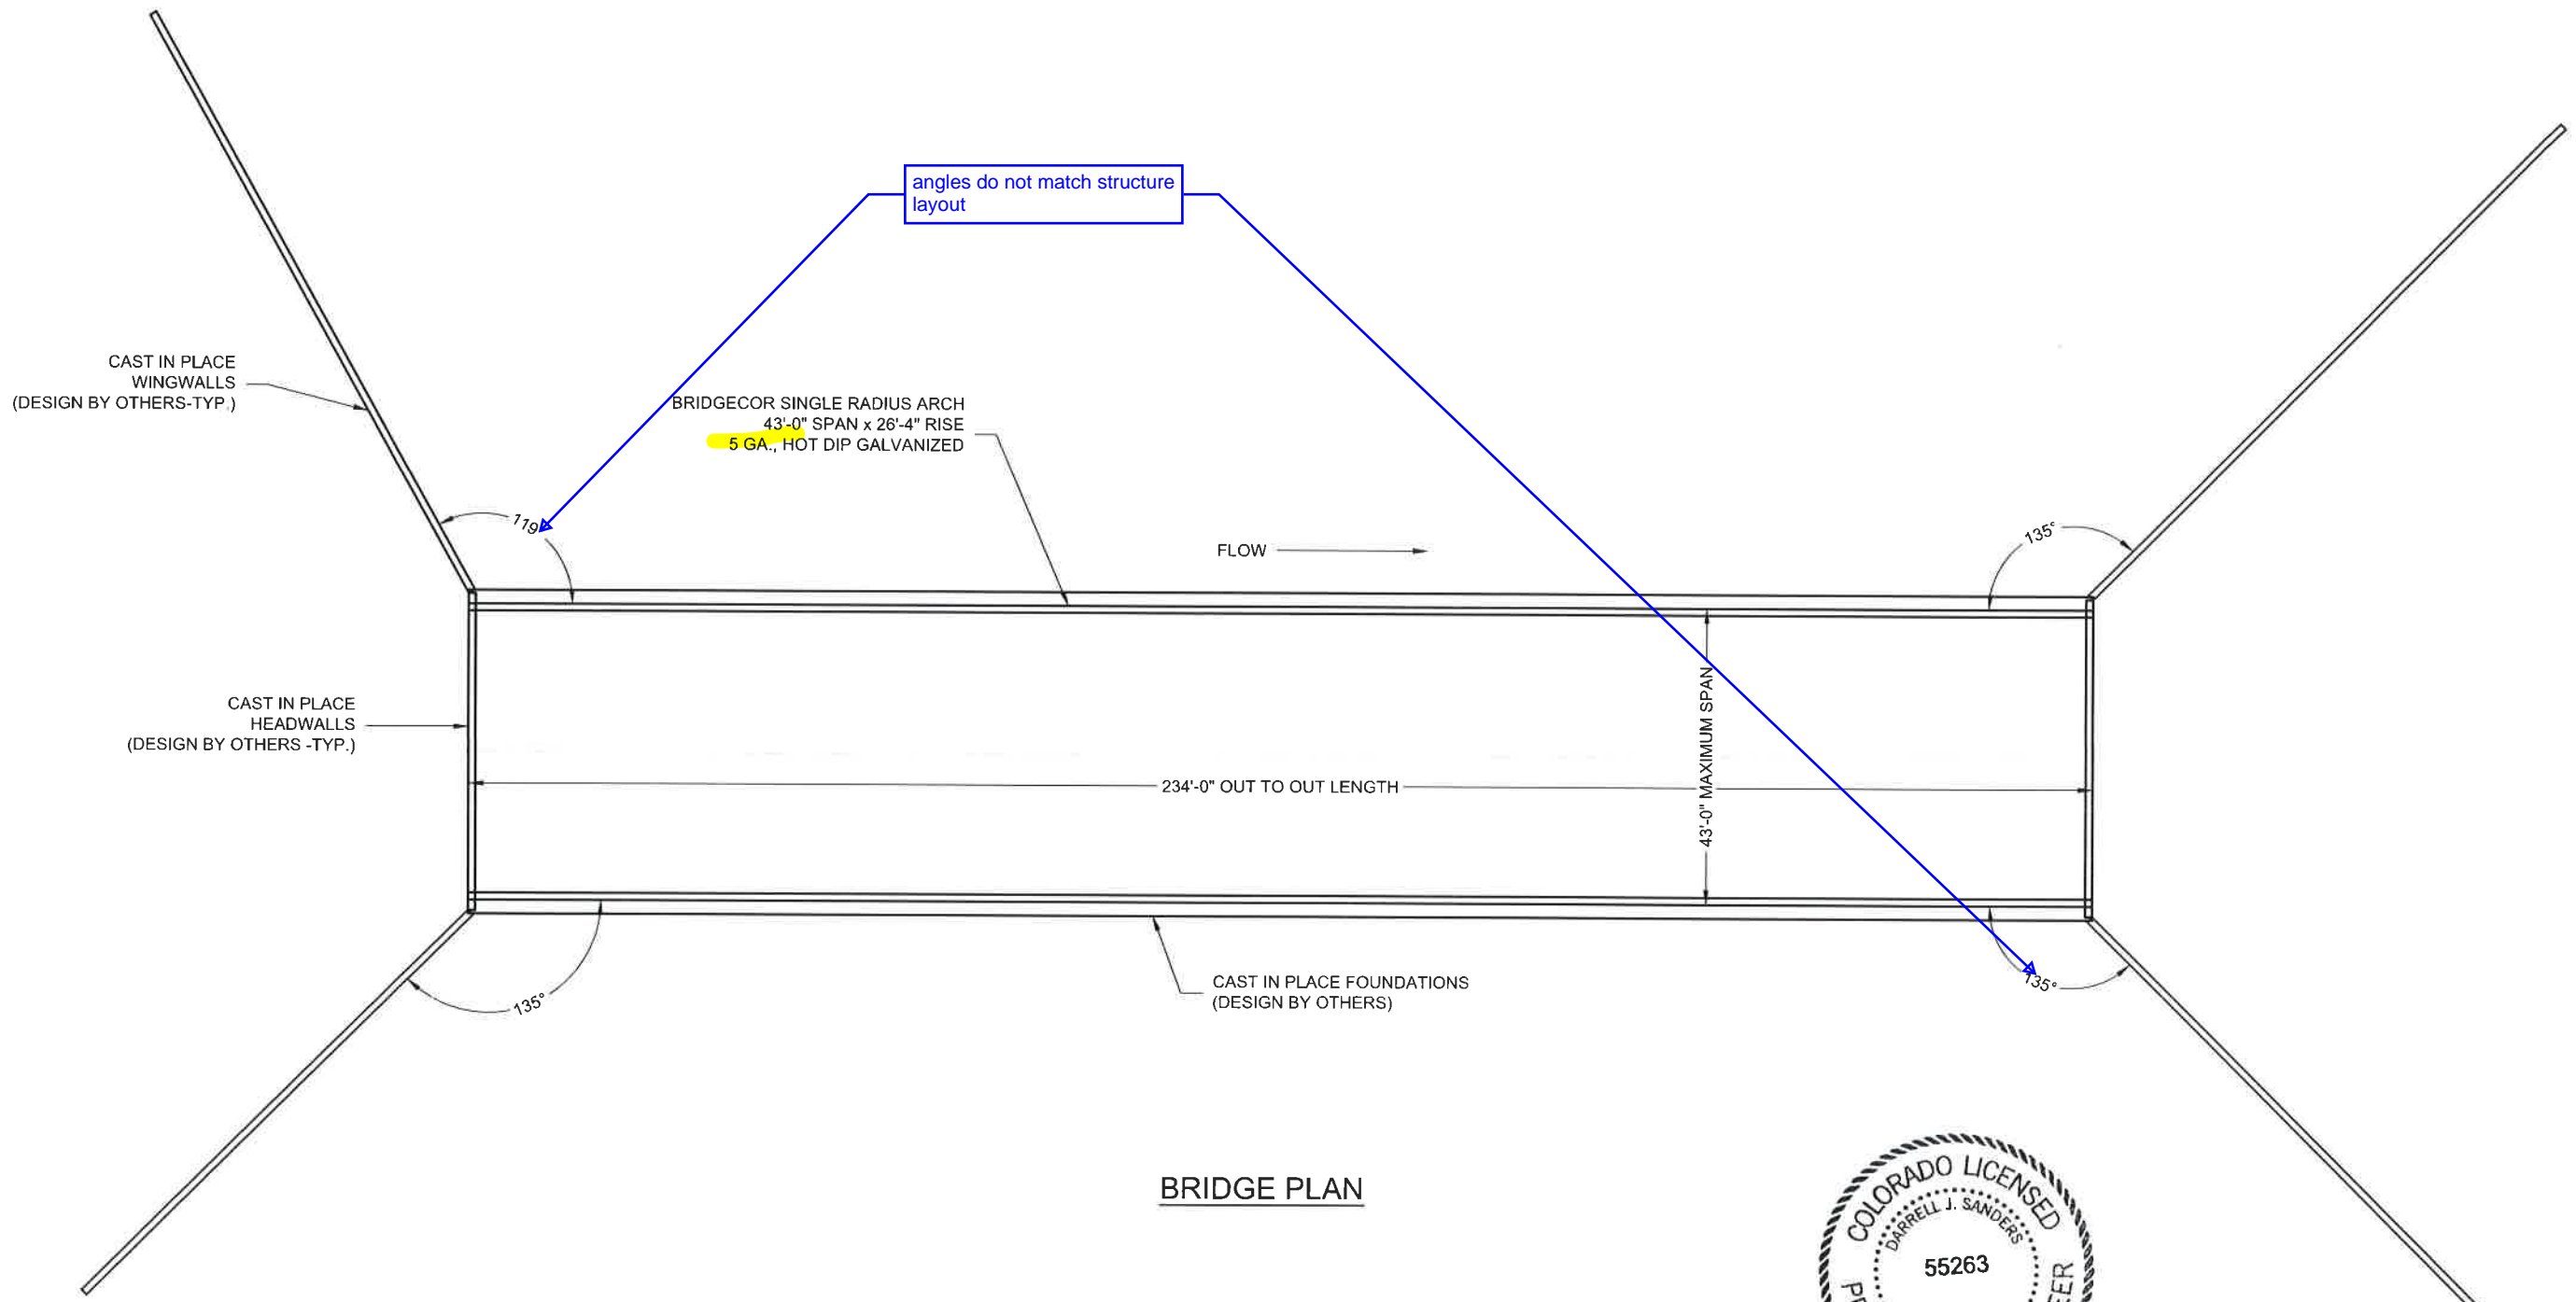 angles do not match structure
layout
CAST IN PLACE
WINGWALLS
(DESIGN BY OTHERS-TYP.)
BRIDGECOR SINGLE RADIUS ARCH
43'-0" SPAN x 26'-4" RISE
5 GA., HOT DIP GALVANIZED
119
FLOW
135°
CAST IN PLACE
HEADWALLS
(DESIGN BY OTHERS -TYP.)
43'-0" MAXIMUM SPAN
234'-0" OUT TO OUT LENGTH
135°
CAST IN PLACE FOUNDATIONS
(DESIGN BY OTHERS)
135°
BRIDGE PLAN
COLORADO LICENSED
DARRELL J. SANDERS
55263